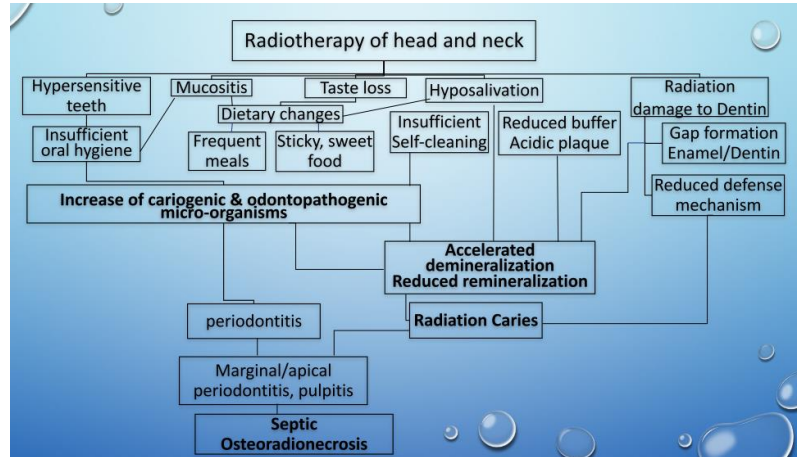 Radiotherapy of head and neck
Hypersensitive
teeth
Mucositis
Taste loss
Hyposalivation
Radiation
damage to Dentin
Dietary changes
Insufficient
oral hygiene
Frequent
meals
Sticky, sweet
food
Insufficient
Self-cleaning
Reduced buffer
Acidic plaque
Gap formation
Enamel/Dentin
Reduced defense
mechanism
Increase of cariogenic & odontopathogenic
micro-organisms
Accelerated
demineralization
Reduced remineralization
periodontitis
Radiation Caries
Marginal/apical
periodontitis, pulpitis
Septic
Osteoradionecrosis